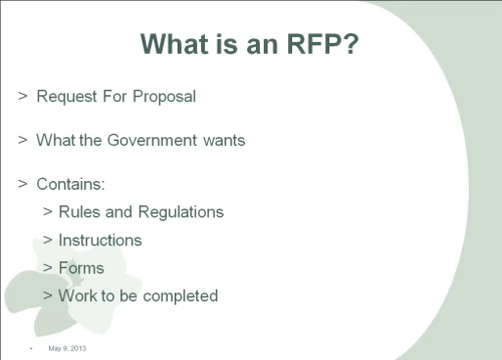 What is an RFP?
> Request For Proposal
> What the Government wants
> Contains:
> Rules and Regulations
> Instructions
> Forms
> Work to be completed
• May 9, 2013